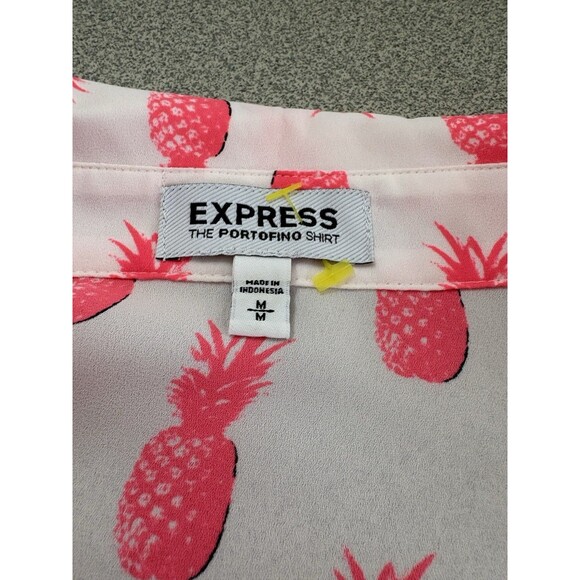 EXPRESS
THE PORTOFINO SHIRT
MADE IN
INDONESIA
M
M